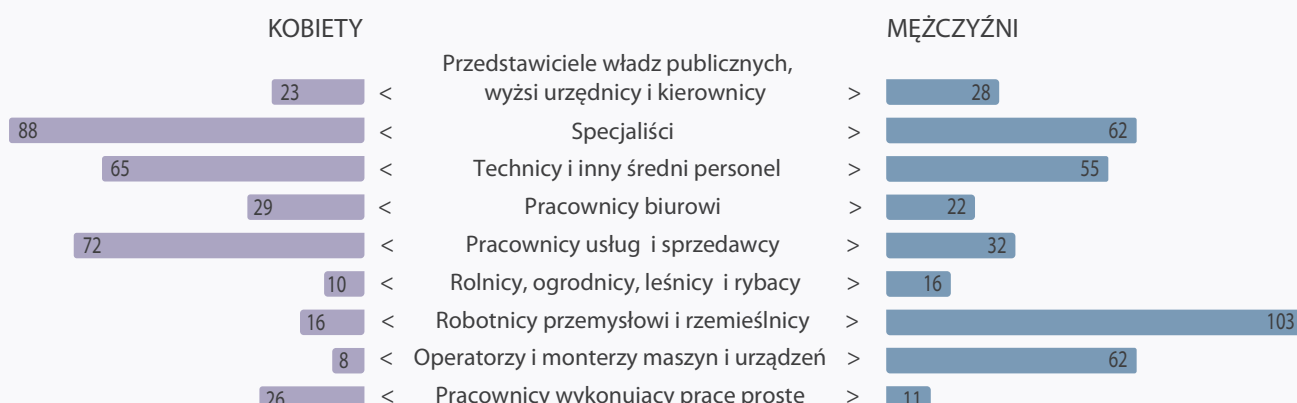 KOBIETY MĘŻCZYŹNI
Przedstawiciele władz publicznych,
23 < wyżsi urzędnicy i kierownicy > 28
88 < Specjaliści > 62
65 < Technicy i inny średni personel > 55
29 < Pracownicy biurowi > 22
72 < Pracownicy usług i sprzedawcy > 32
10 < Rolnicy, ogrodnicy, leśnicy i rybacy > 16
16 < Robotnicy przemysłowi i rzemieślnicy > 103
8 < Operatorzy i monterzy maszyn i urządzeń > 62
26 < Pracownicy wykonujący prace proste > 11